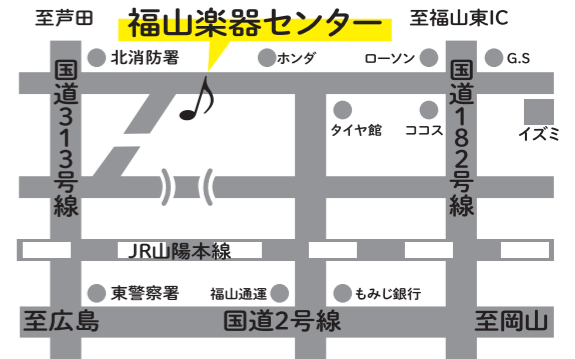 至芦田
福山楽器センター
至福山東IC
北消防署
ホンダ
ローソン
G.S
国道313号線
国道182号線
タイヤ館
ココス
イズミ
JR山陽本線
東警察署
福山通運
もみじ銀行
至広島
国道2号線
至岡山